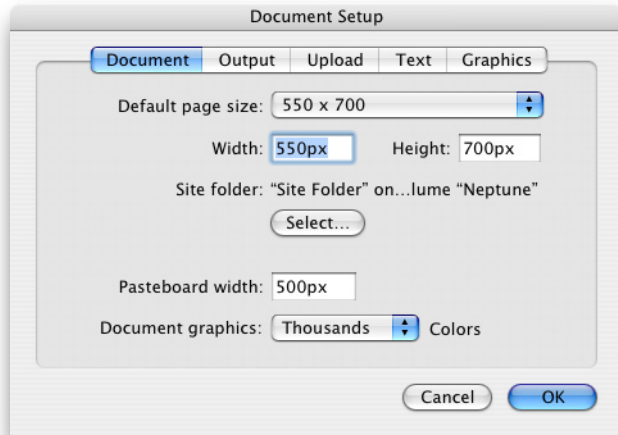 Document Setup
Document Output Upload Text Graphics
Default page size: 550 x 700
Width: 550px Height: 700px
Site folder: “Site Folder” on...lume “Neptune”
Select...
Pasteboard width: 500px
Document graphics: Thousands Colors
Cancel OK